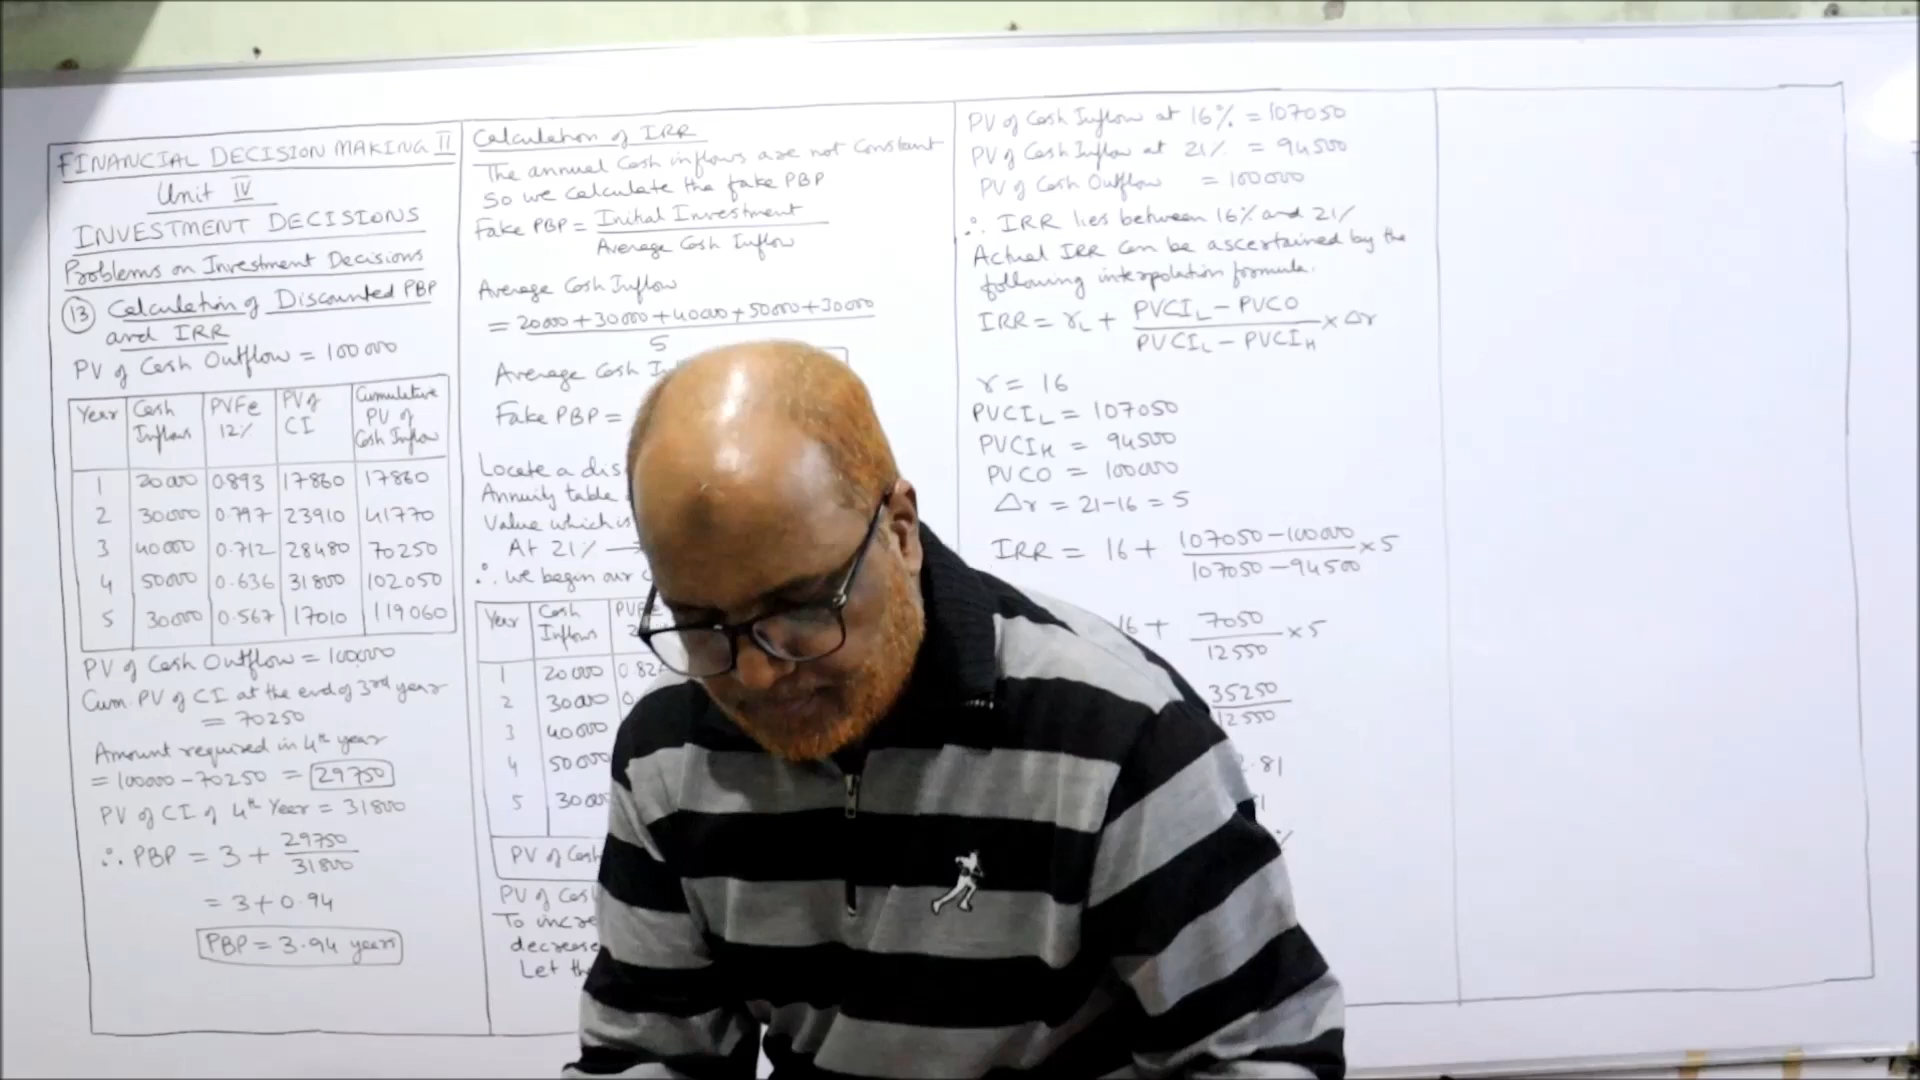 FINANCIAL DECISION MAKING II
Unit IV
INVESTMENT DECISIONS
Problems on Investment Decisions
13 Calculation of Discounted PBP
and IRR
PV of Cash Outflow = 100000
Year Cash Inflows PVFe 12% PV of CI Cumulative PV of Cash Inflow
1 20000 0.893 17860 17860
2 30000 0.797 23910 41770
3 40000 0.712 28480 70250
4 50000 0.636 31800 102050
5 30000 0.567 17010 119060
PV of Cash Outflow = 100000
Cum. PV of CI at the end of 3rd year
= 70250
Amount required in 4th year
= 100000 - 70250 = 29750
PV of CI of 4th Year = 31800
∴ PBP = 3 + 29750/31800
= 3 + 0.94
PBP = 3.94 years
Calculation of IRR
The annual Cash inflows are not Constant
So we calculate the fake PBP
Fake PBP = Initial Investment / Average Cash Inflow
Average Cash Inflow
= 20000 + 30000 + 40000 + 50000 + 30000 / 5
Average Cash
Fake PBP =
Locate a
Annuity table
Value which is
At 21% →
∴ we begin our
Year Cash Inflows
1 20000
2 30000
3 40000
4 50000
5 30000
PV of Cash
PV of
To
decrease
Let
PV of Cash Inflow at 16% = 107050
PV of Cash Inflow at 21% = 94500
PV of Cash Outflow = 100000
∴ IRR lies between 16% and 21%
Actual IRR can be ascertained by the
following interpolation formula.
IRR = rL + PVCIL - PVCO / PVCIL - PVCIH × Δr
r = 16
PVCIL = 107050
PVCIH = 94500
PVCO = 100000
Δr = 21 - 16 = 5
IRR = 16 + 107050 - 100000 / 107050 - 94500 × 5
16 + 7050/12550 × 5
35250/12550
.81
%